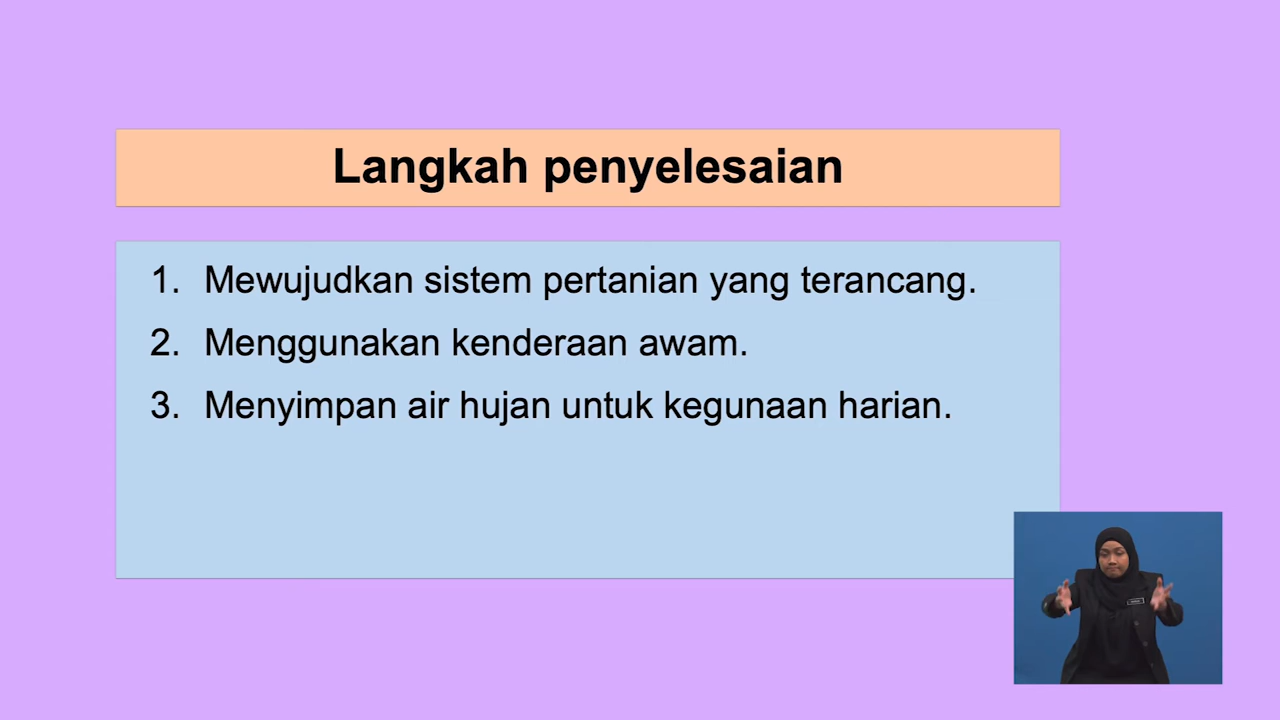 Langkah penyelesaian
1. Mewujudkan sistem pertanian yang terancang.
2. Menggunakan kenderaan awam.
3. Menyimpan air hujan untuk kegunaan harian.